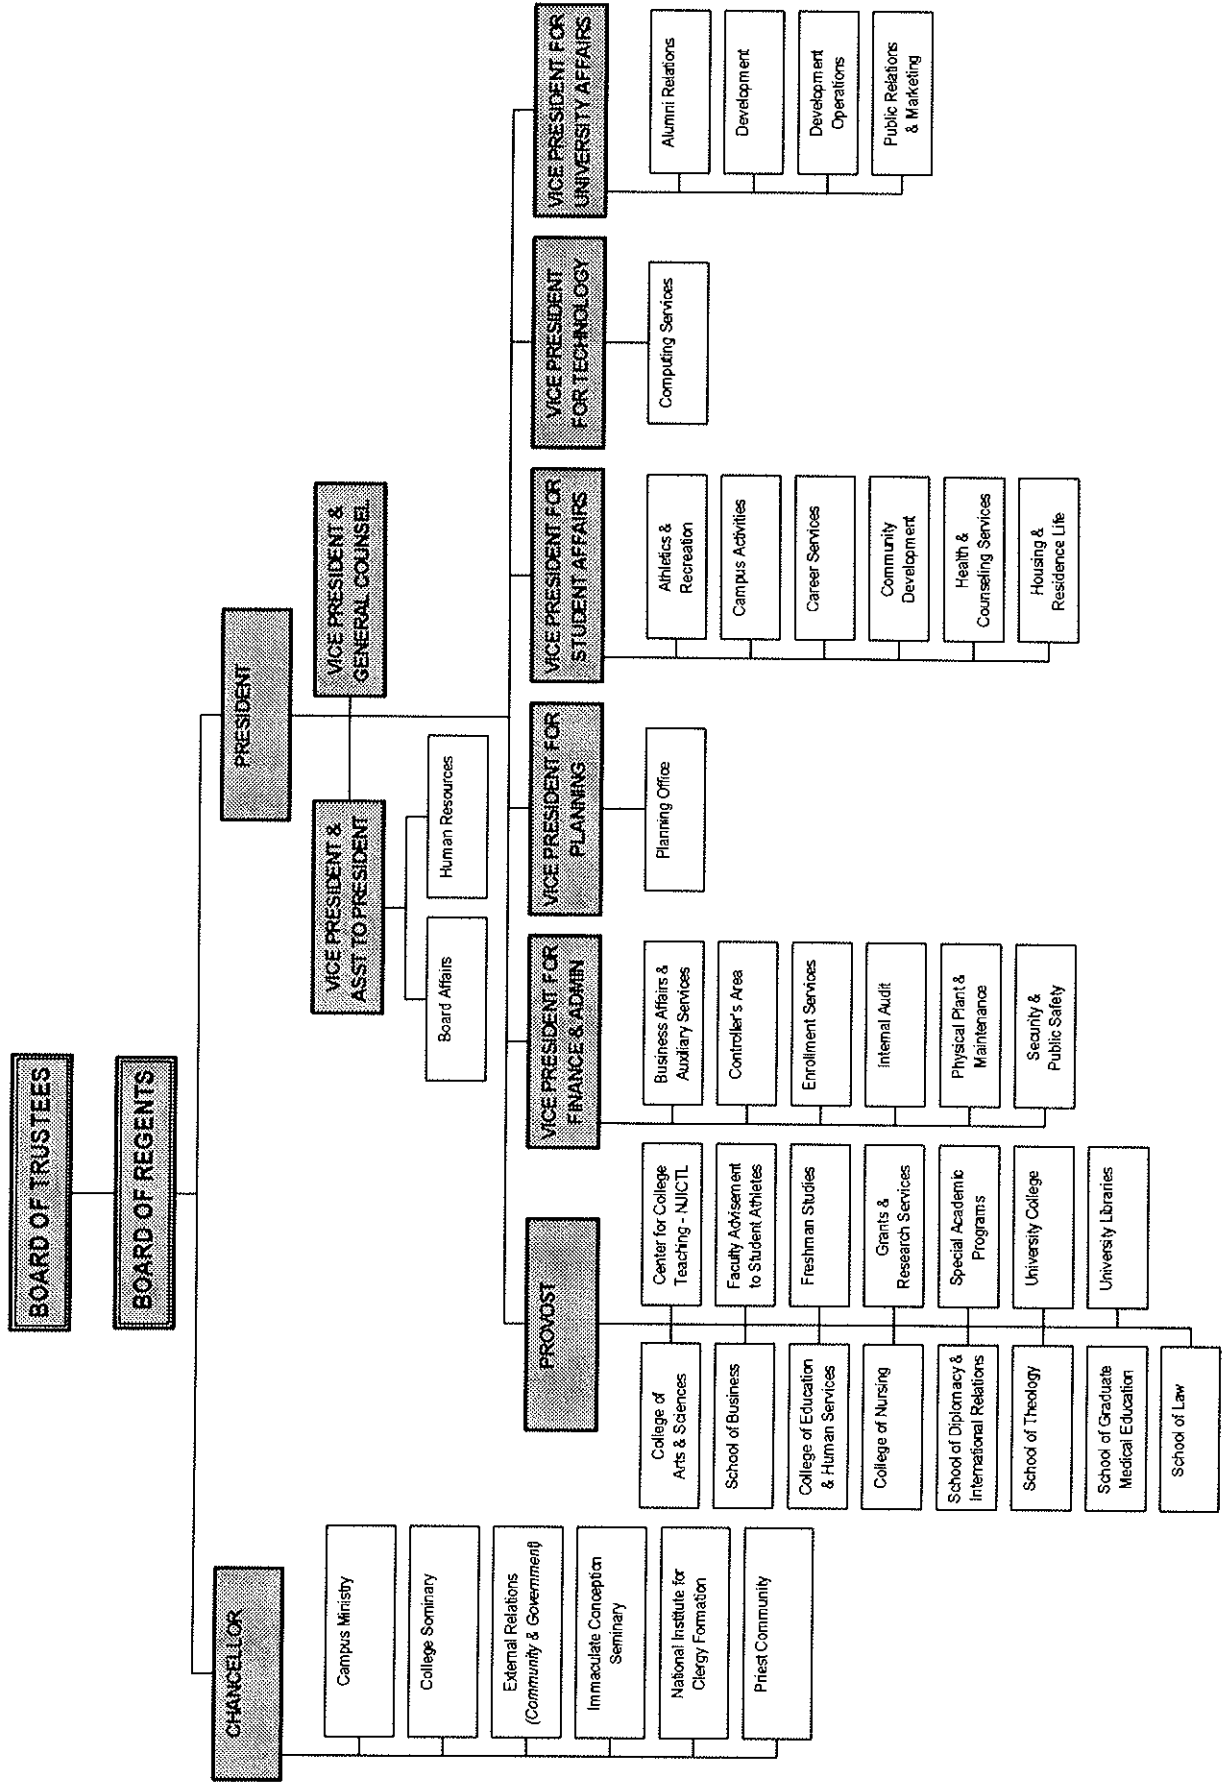 BOARD OF TRUSTEES
BOARD OF REGENTS
CHANCELLOR
Campus Ministry
College Sominary
External Relations
(Community & Government)
Immaculate Conception
Seminary
National Institute for
Clergy Formation
Priest Community
PRESIDENT
VICE PRESIDENT &
ASST TO PRESIDENT
VICE PRESIDENT &
GENERAL COUNSEL
Board Affairs
Human Resources
PROVOST
College of
Arts & Sciences
School of Business
College of Education
& Human Services
College of Nursing
School of Diplomacy &
International Relations
School of Theology
School of Graduate
Medical Education
School of Law
Center for College
Teaching - NJICTL
Faculty Advisement
to Student Athletes
Freshman Studies
Grants &
Research Services
Special Academic
Programs
University College
University Libraries
VICE PRESIDENT FOR
FINANCE & ADMIN
Business Affairs &
Auxiliary Services
Controller's Area
Enrollment Services
Internal Audit
Physical Plant &
Maintenance
Security &
Public Safety
VICE PRESIDENT FOR
PLANNING
Planning Office
VICE PRESIDENT FOR
STUDENT AFFAIRS
Athletics &
Recreation
Campus Activities
Career Services
Community
Development
Health &
Counseling Services
Housing &
Residence Life
VICE PRESIDENT
FOR TECHNOLOGY
Computing Services
VICE PRESIDENT FOR
UNIVERSITY AFFAIRS
Alumni Relations
Development
Development
Operations
Public Relations
& Marketing